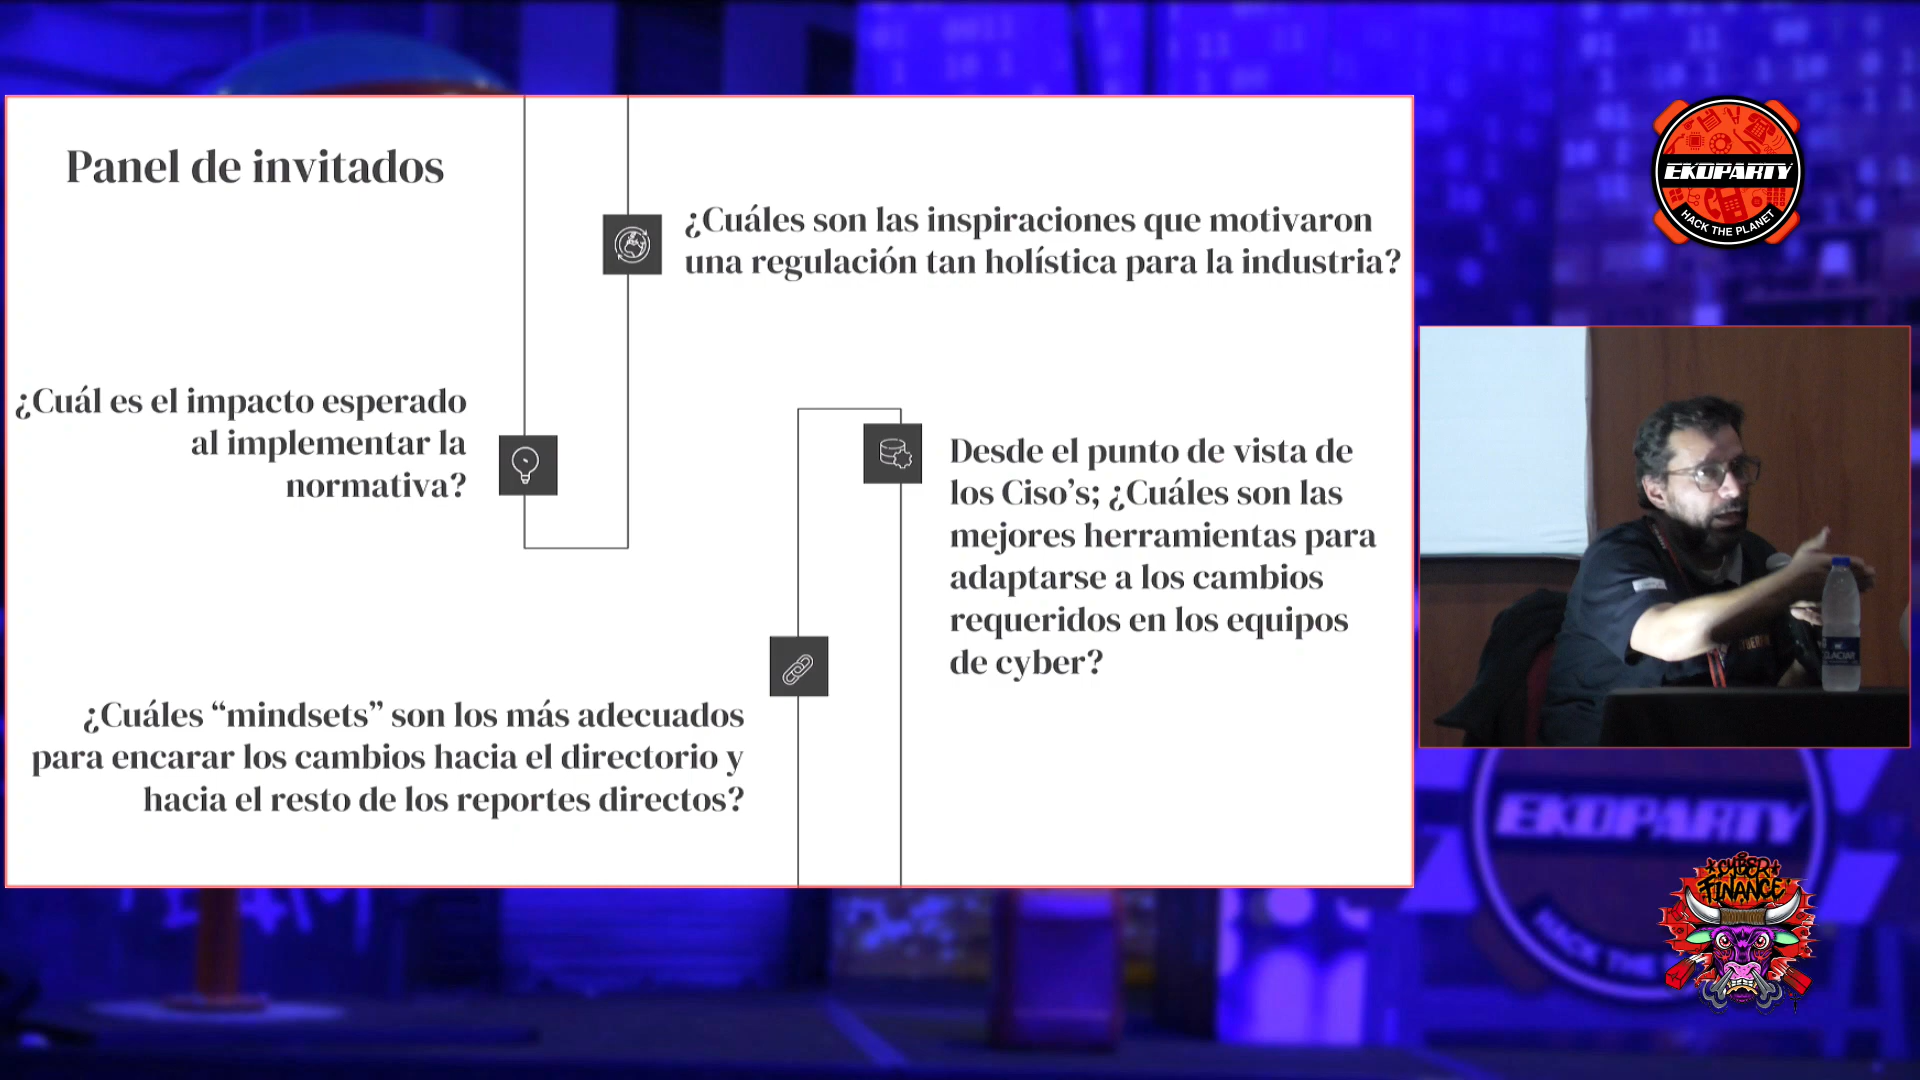 Panel de invitados
¿Cuáles son las inspiraciones que motivaron
una regulación tan holística para la industria?
¿Cuál es el impacto esperado
al implementar la
normativa?
Desde el punto de vista de
los Ciso's; ¿Cuáles son las
mejores herramientas para
adaptarse a los cambios
requeridos en los equipos
de cyber?
¿Cuáles “mindsets” son los más adecuados
para encarar los cambios hacia el directorio y
hacia el resto de los reportes directos?
EKOPARTY
HACK THE PLANET
EKOPARTY
HACK THE
CYBER
FINANCE